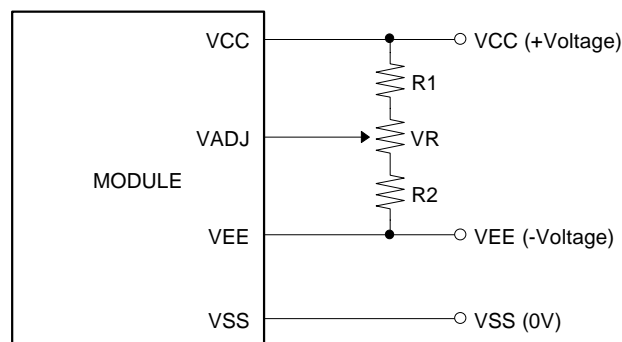 VCC VCC (+Voltage)
R1
VADJ VR
MODULE
R2
VEE VEE (-Voltage)
VSS VSS (0V)